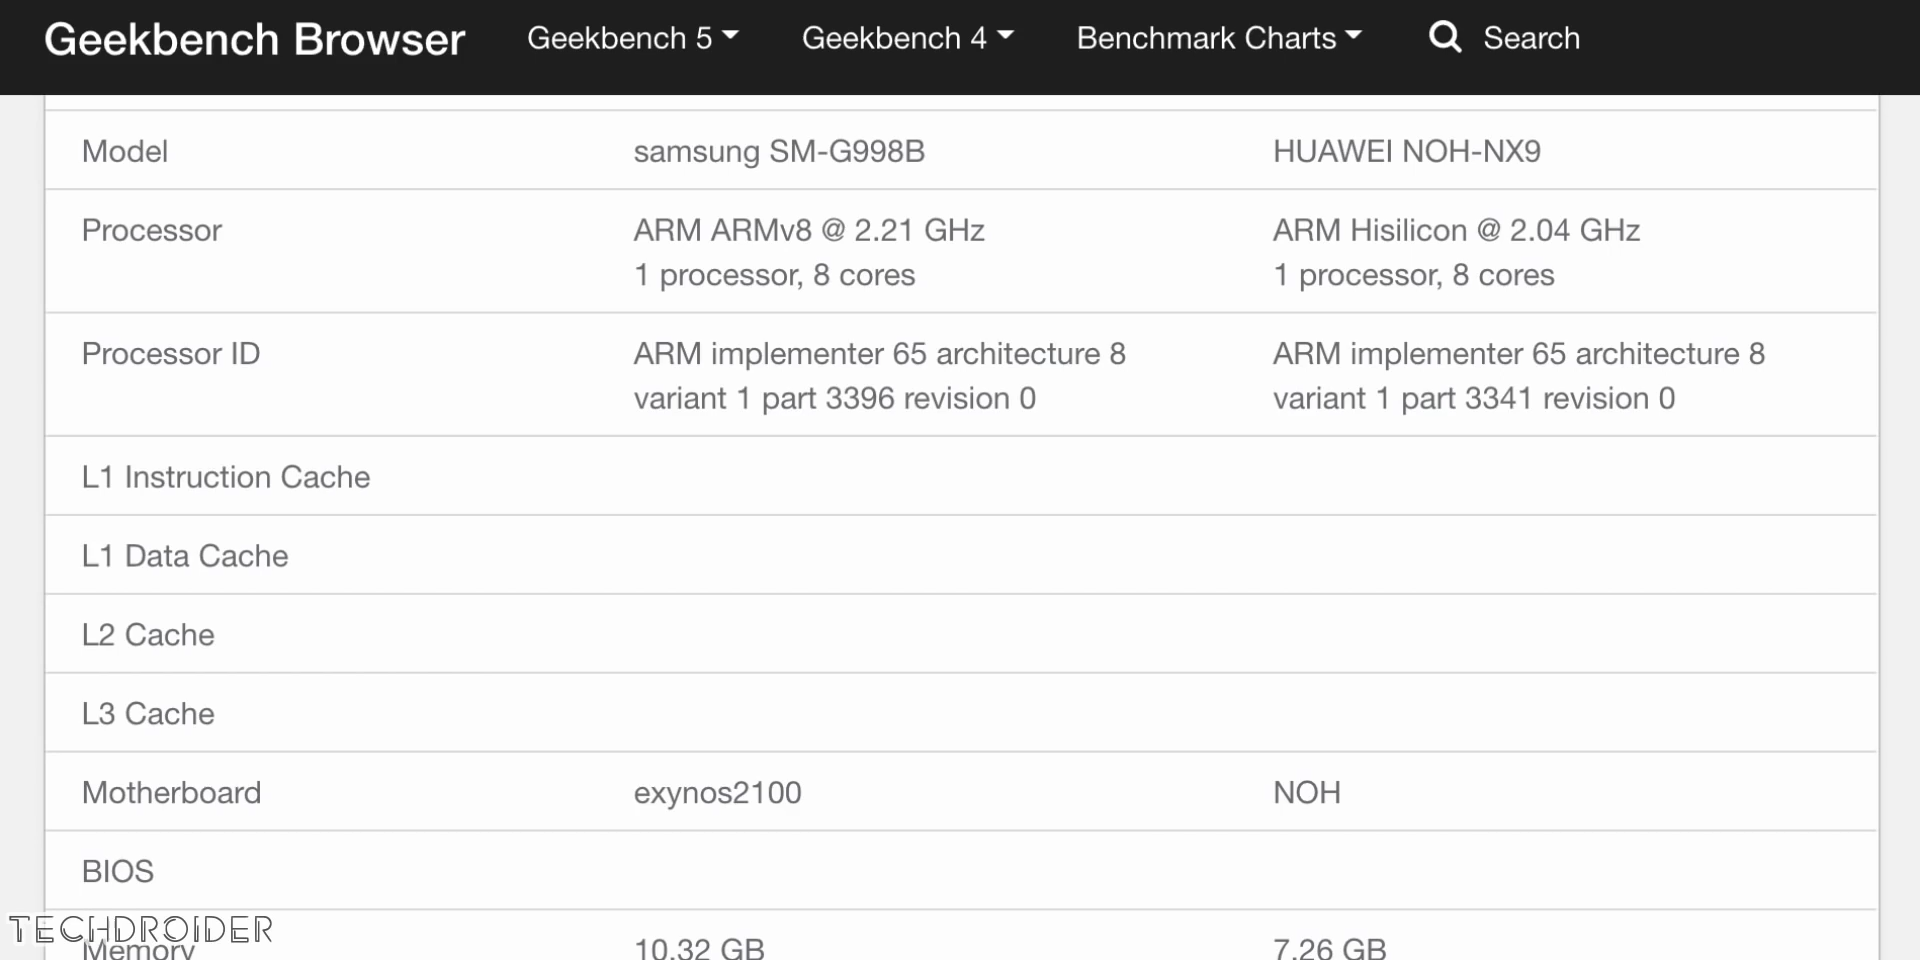 Geekbench Browser Geekbench 5 Geekbench 4 Benchmark Charts Search
Model samsung SM-G998B HUAWEI NOH-NX9
Processor ARM ARMv8 @ 2.21 GHz ARM Hisilicon @ 2.04 GHz
1 processor, 8 cores 1 processor, 8 cores
Processor ID ARM implementer 65 architecture 8 ARM implementer 65 architecture 8
variant 1 part 3396 revision 0 variant 1 part 3341 revision 0
L1 Instruction Cache
L1 Data Cache
L2 Cache
L3 Cache
Motherboard exynos2100 NOH
BIOS
TECHDROIDER
Memory 10.32 GB 7.26 GB